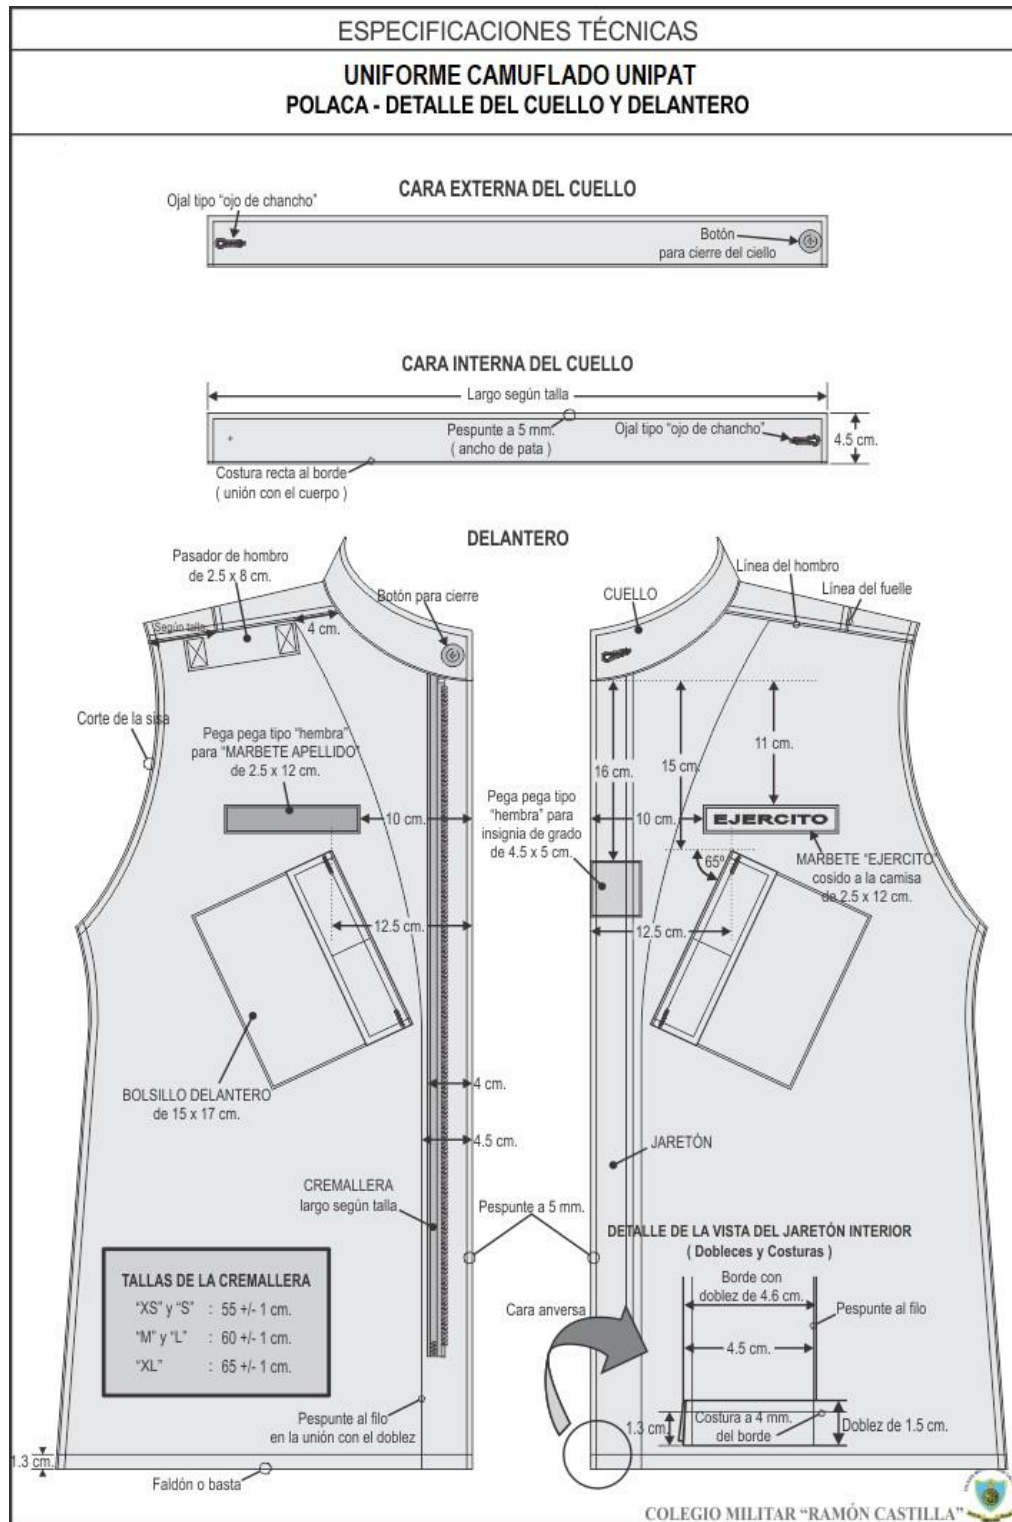 ESPECIFICACIONES TÉCNICAS
UNIFORME CAMUFLADO UNIPAT
POLACA - DETALLE DEL CUELLO Y DELANTERO
CARA EXTERNA DEL CUELLO
Ojal tipo “ojo de chancho”
Botón
para cierre del ciello
CARA INTERNA DEL CUELLO
Largo según talla
Pespunte a 5 mm.
( ancho de pata )
Ojal tipo “ojo de chancho”
4.5 cm.
Costura recta al borde
( unión con el cuerpo )
DELANTERO
Pasador de hombro
de 2.5 x 8 cm.
Botón para cierre
Según talla
4 cm.
CUELLO
Línea del hombro
Línea del fuelle
Corte de la sisa
Pega pega tipo “hembra”
para “MARBETE APELLIDO”
de 2.5 x 12 cm.
10 cm.
12.5 cm.
Pega pega tipo
“hembra” para
insignia de grado
de 4.5 x 5 cm.
16 cm.
15 cm.
11 cm.
10 cm.
EJERCITO
65º
MARBETE “EJERCITO”
cosido a la camisa
de 2.5 x 12 cm.
12.5 cm.
BOLSILLO DELANTERO
de 15 x 17 cm.
4 cm.
4.5 cm.
JARETÓN
CREMALLERA
largo según talla
Pespunte a 5 mm.
DETALLE DE LA VISTA DEL JARETÓN INTERIOR
( Dobleces y Costuras )
TALLAS DE LA CREMALLERA
“XS” y “S” : 55 +/- 1 cm.
“M” y “L” : 60 +/- 1 cm.
“XL” : 65 +/- 1 cm.
Borde con
doblez de 4.6 cm.
Cara anversa
Pespunte al filo
4.5 cm.
Pespunte al filo
en la unión con el doblez
1.3 cm.
Costura a 4 mm.
del borde
Doblez de 1.5 cm.
1.3 cm.
Faldón o basta
COLEGIO MILITAR “RAMÓN CASTILLA”